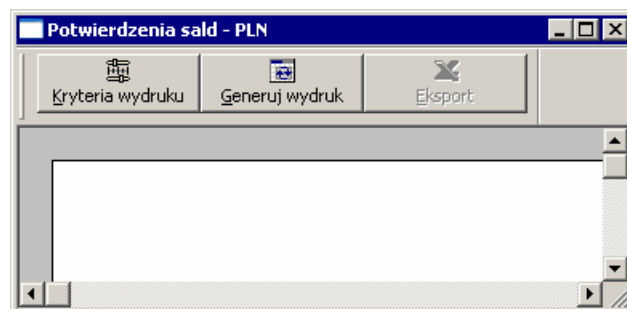 Potwierdzenia sald - PLN
Kryteria wydruku Generuj wydruk Eksport